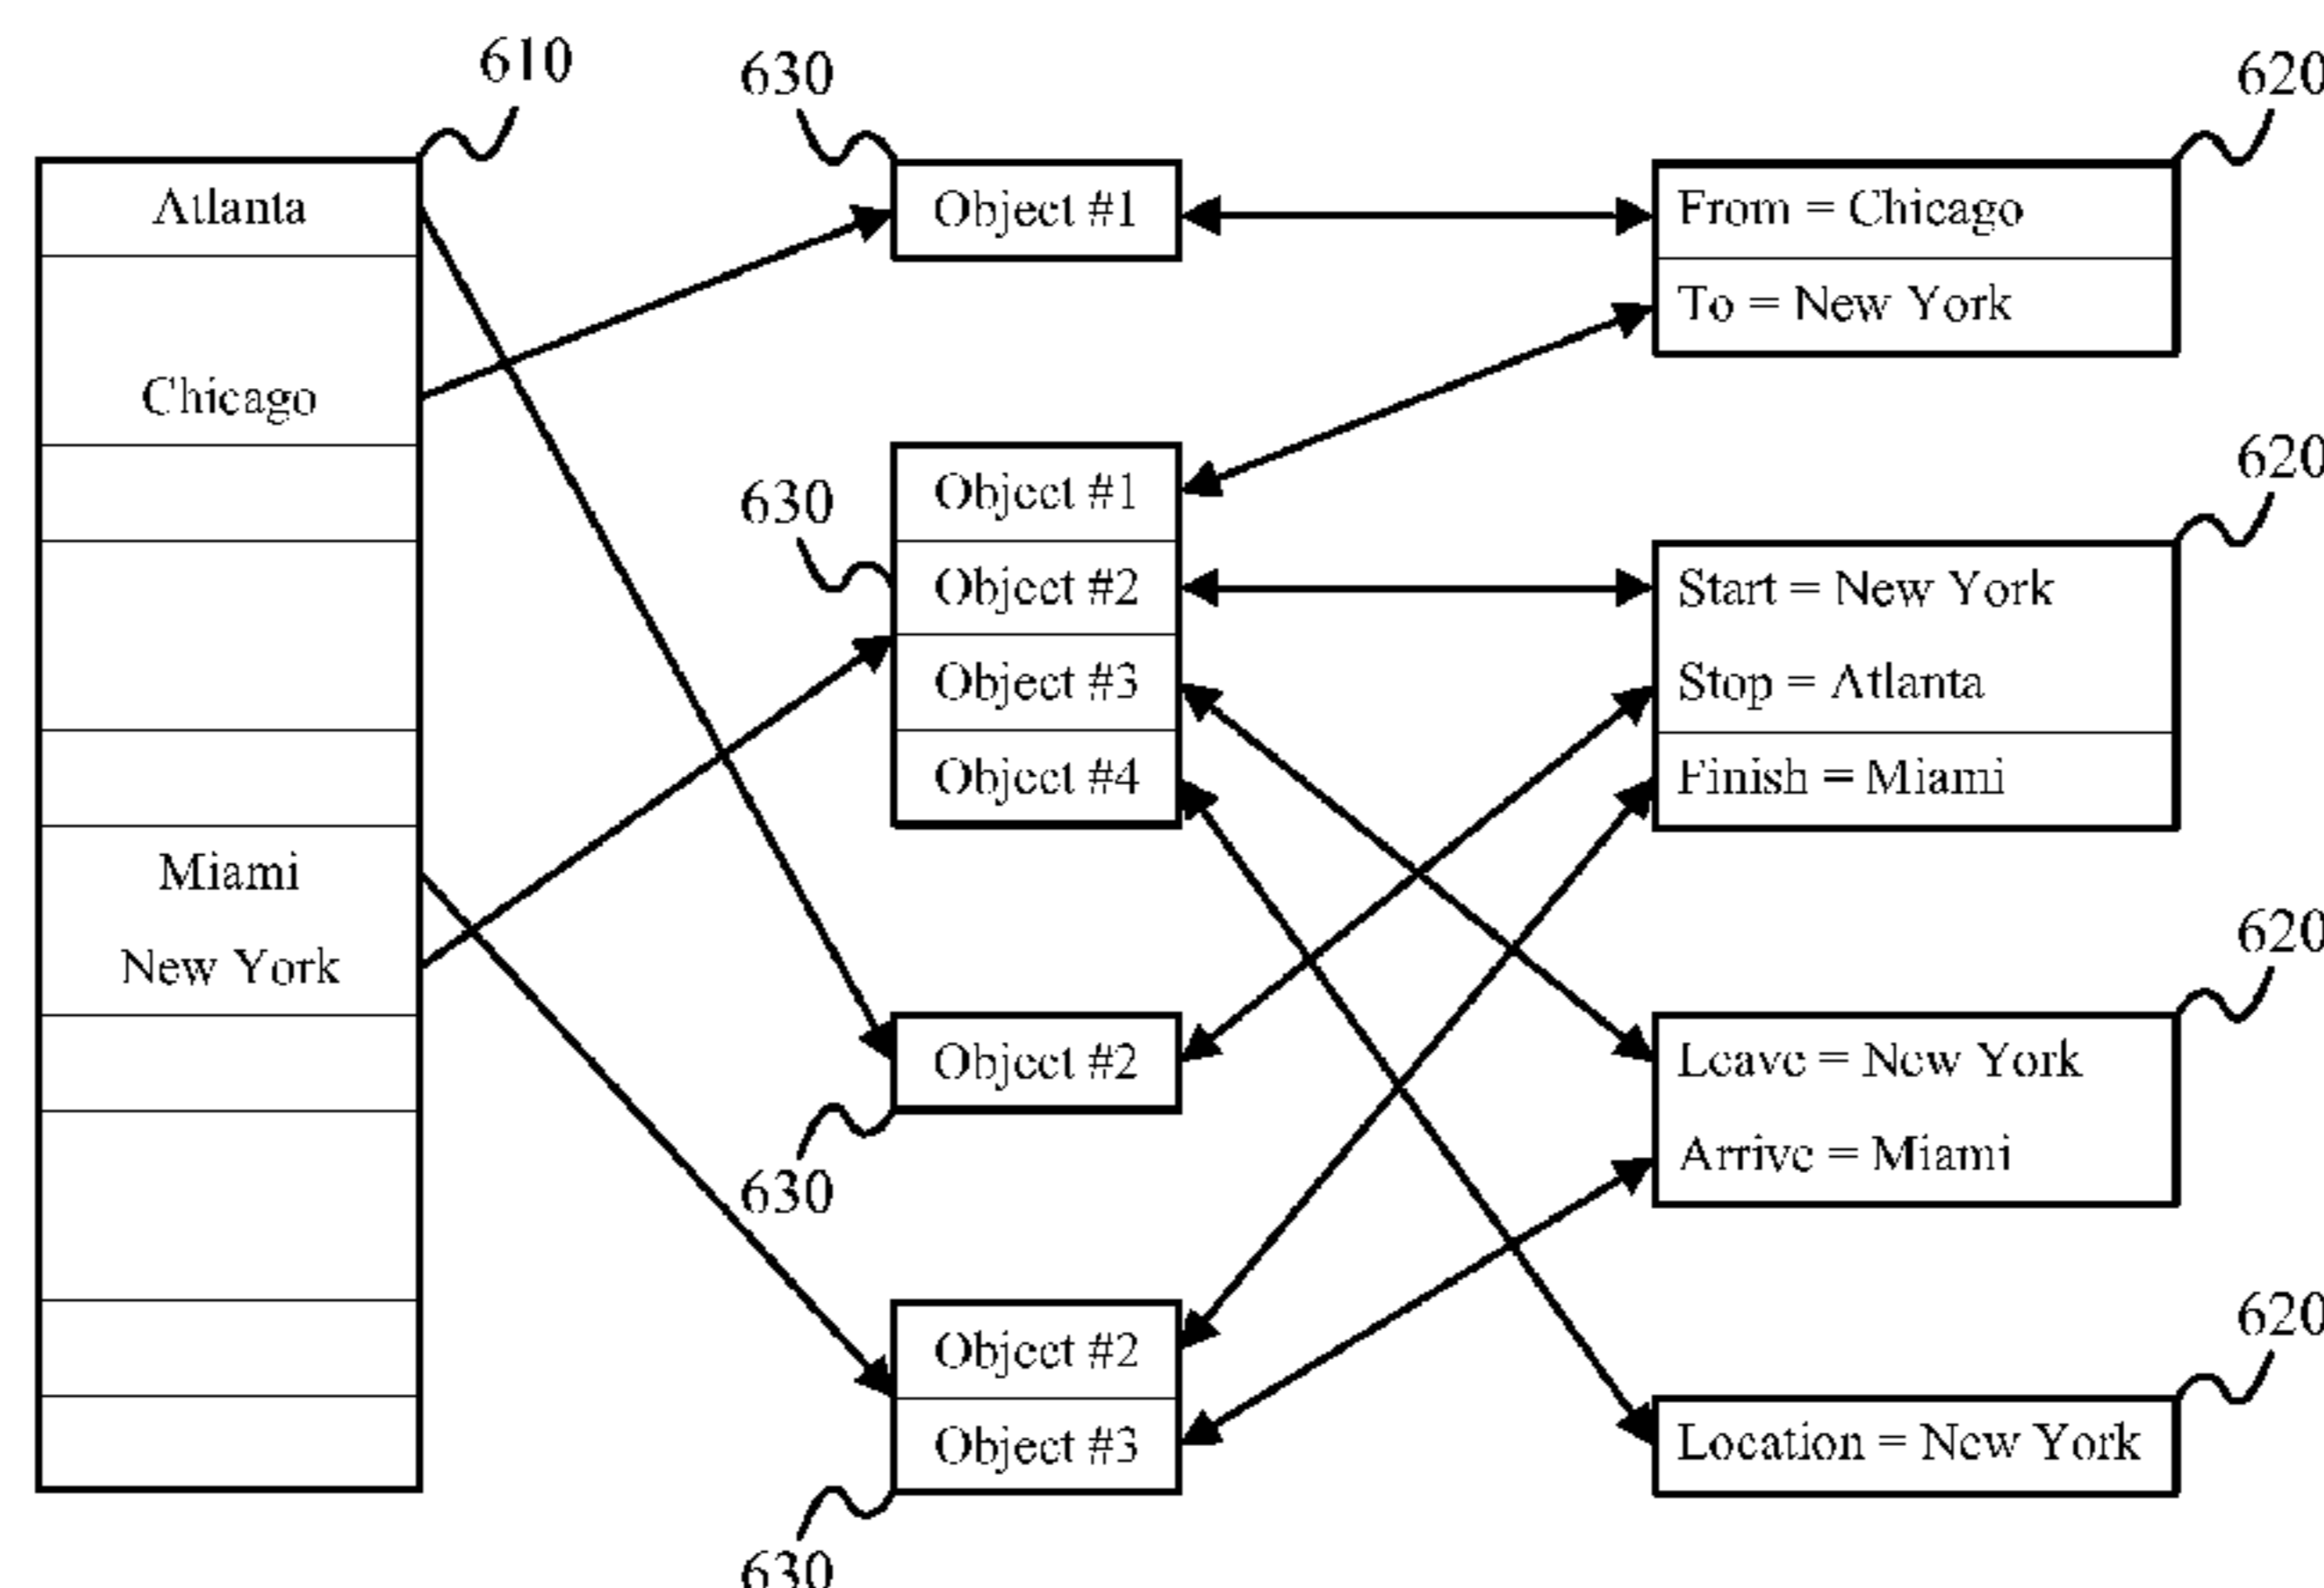 610
630
620
Atlanta
Object #1
From = Chicago
To = New York
Chicago
620
630
Object #1
Object #2
Start = New York
Object #3
Stop = Atlanta
Object #4
Finish = Miami
Miami
620
New York
Object #2
Leave = New York
Arrive = Miami
630
620
Object #2
Object #3
Location = New York
630